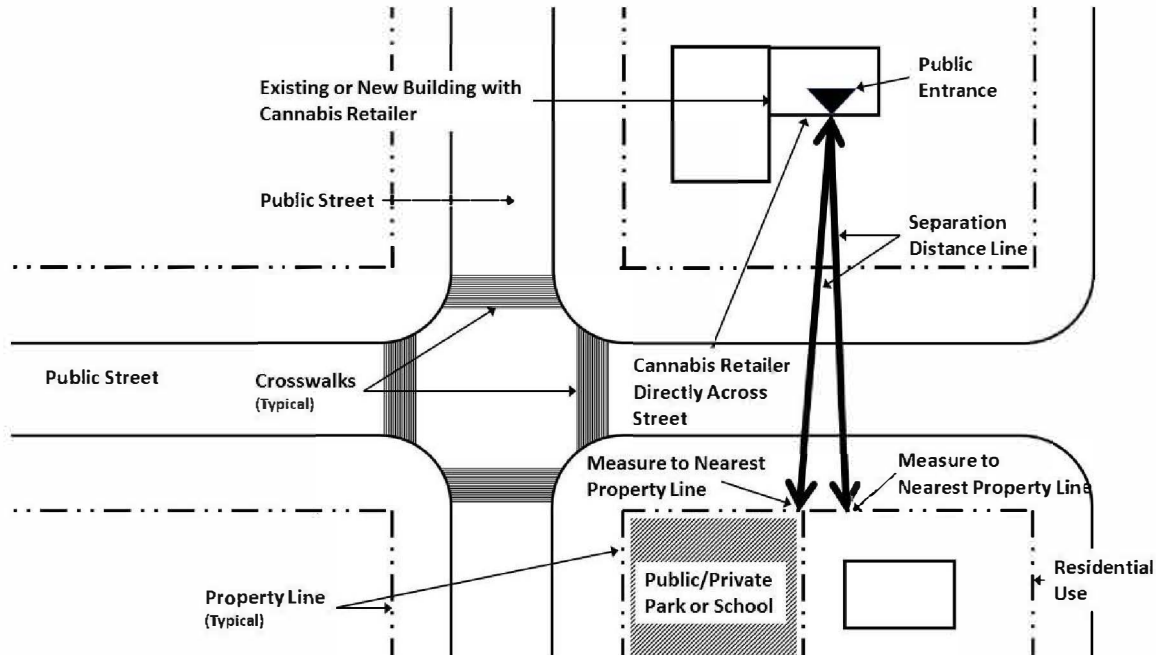 Existing or New Building with
Cannabis Retailer
Public
Entrance
Public Street
Separation
Distance Line
Public Street
Crosswalks
(Typical)
Cannabis Retailer
Directly Across
Street
Measure to Nearest
Property Line
Measure to
Nearest Property Line
Property Line
(Typical)
Public/Private
Park or School
Residential
Use